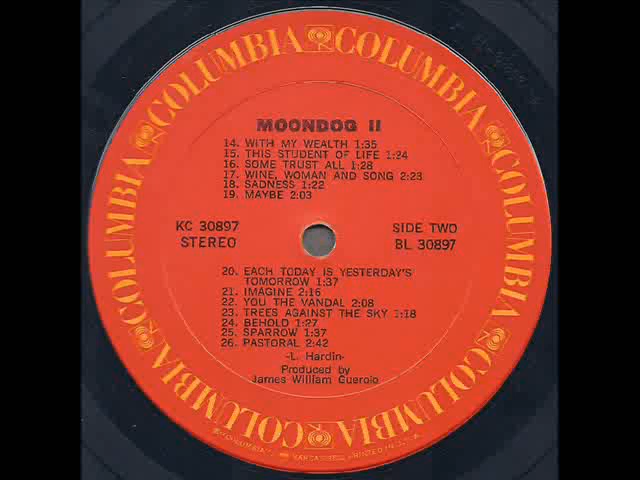 COLUMBIA COLUMBIA COLUMBIA COLUMBIA COLUMBIA COLUMBIA
MOONDOG II
14. WITH MY WEALTH 1:35
15. THIS STUDENT OF LIFE 1:24
16. SOME TRUST ALL 1:28
17. WINE, WOMAN AND SONG 2:23
18. SADNESS 1:22
19. MAYBE 2:03
KC 30897 SIDE TWO
STEREO BL 30897
20. EACH TODAY IS YESTERDAY'S
TOMORROW 1:37
21. IMAGINE 2:16
22. YOU THE VANDAL 2:08
23. TREES AGAINST THE SKY 1:18
24. BEHOLD 1:27
25. SPARROW 1:37
26. PASTORAL 2:42
-L. Hardin-
Produced by
James William Guercio
PRINTED IN U.S.A.